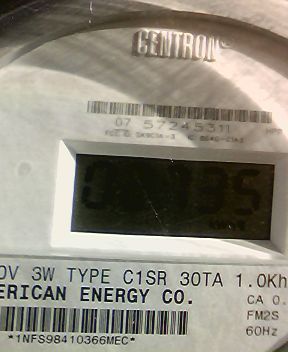 CENTRON
07 57245311
0V 3W TYPE C1SR 30TA 1.0Kh
ERICAN ENERGY CO.
CA 0.
FM2S
60Hz
*1NFS98410366MEC*